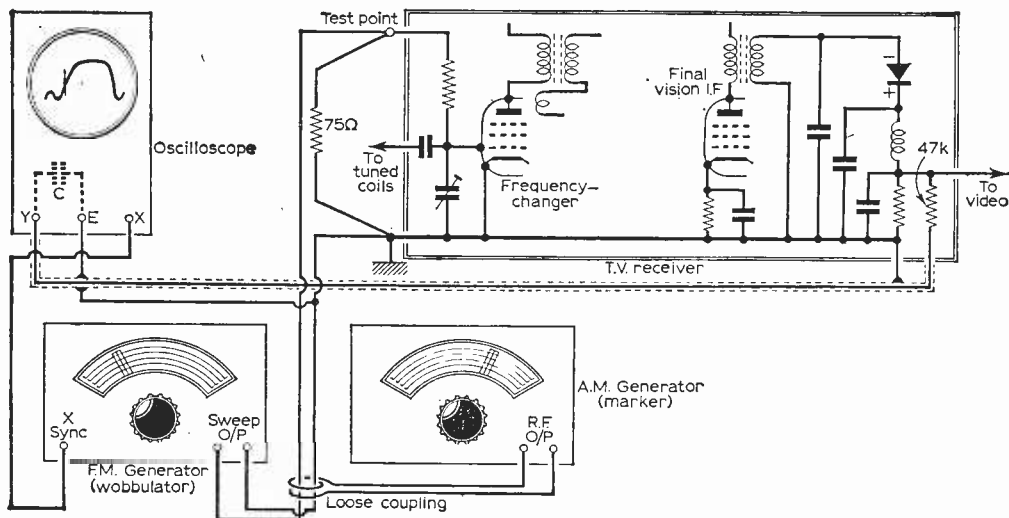 Test point
Oscilloscope
C
Y
E
X
75Ω
To
tuned
coils
Frequency-
changer
Final
vision I.F.
47k
To
video
T.V. receiver
X
Sync
Sweep
O/P
F.M. Generator
(wobbulator)
A.M. Generator
(marker)
R.F.
O/P
Loose coupling